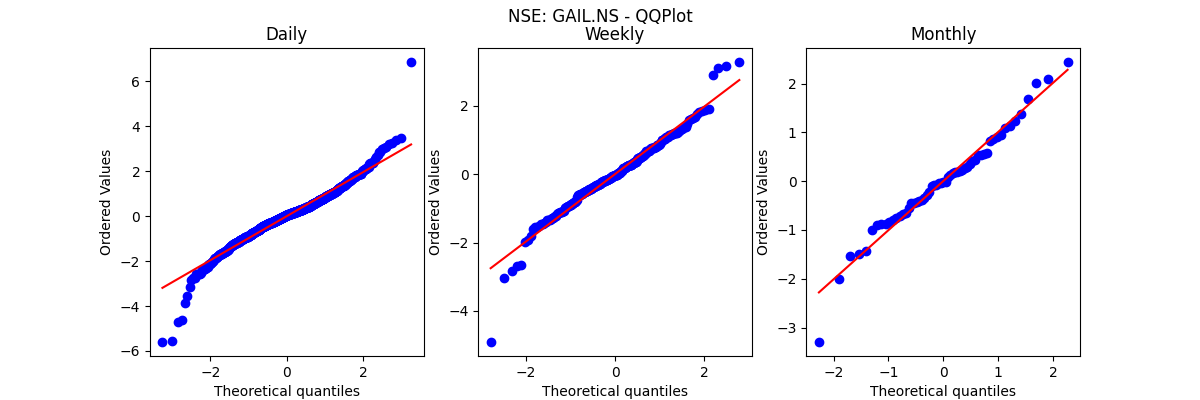 NSE: GAIL.NS - QQPlot
Daily
Weekly
Monthly
Ordered Values
6
4
2
0
−2
−4
−6
−2
0
2
Theoretical quantiles
Ordered Values
2
0
−2
−4
−2
0
2
Theoretical quantiles
Ordered Values
2
1
0
−1
−2
−3
−2
−1
0
1
2
Theoretical quantiles